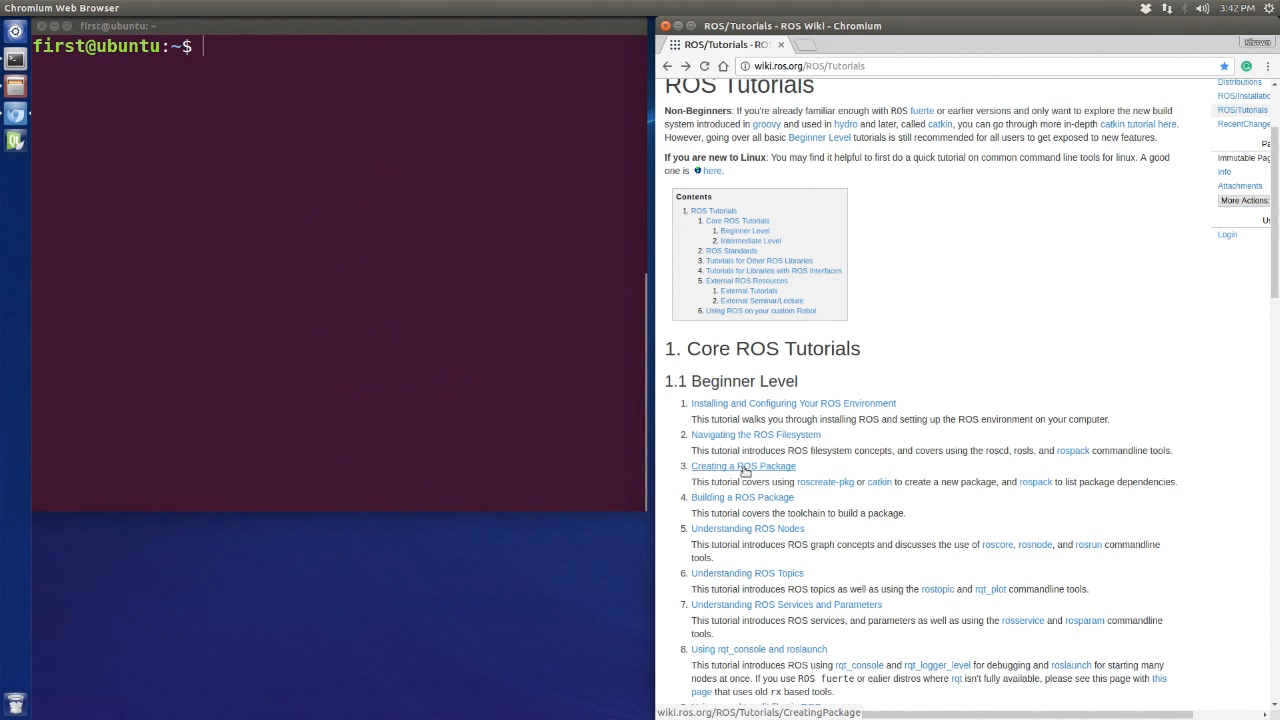 Chromium Web Browser
3:42PM
first@ubuntu: ~
first@ubuntu:~$
ROS/Tutorials - ROS Wiki - Chromium
ROS/Tutorials - ROS
Shawn
wiki.ros.org/ROS/Tutorials
ROS Tutorials
Non-Beginners: If you're already familiar enough with ROS fuerte or earlier versions and only want to explore the new build
system introduced in groovy and used in hydro and later, called catkin, you can go through more in-depth catkin tutorial here.
However, going over all basic Beginner Level tutorials is still recommended for all users to get exposed to new features.
If you are new to Linux: You may find it helpful to first do a quick tutorial on common command line tools for linux. A good
one is here.
Contents
1. ROS Tutorials
1. Core ROS Tutorials
1. Beginner Level
2. Intermediate Level
2. ROS Standards
3. Tutorials for Other ROS Libraries
4. Tutorials for Libraries with ROS Interfaces
5. External ROS Resources
1. External Tutorials
2. External Seminar/Lecture
6. Using ROS on your custom Robot
1. Core ROS Tutorials
1.1 Beginner Level
1. Installing and Configuring Your ROS Environment
This tutorial walks you through installing ROS and setting up the ROS environment on your computer.
2. Navigating the ROS Filesystem
This tutorial introduces ROS filesystem concepts, and covers using the roscd, rosls, and rospack commandline tools.
3. Creating a ROS Package
This tutorial covers using roscreate-pkg or catkin to create a new package, and rospack to list package dependencies.
4. Building a ROS Package
This tutorial covers the toolchain to build a package.
5. Understanding ROS Nodes
This tutorial introduces ROS graph concepts and discusses the use of roscore, rosnode, and rosrun commandline
tools.
6. Understanding ROS Topics
This tutorial introduces ROS topics as well as using the rostopic and rqt_plot commandline tools.
7. Understanding ROS Services and Parameters
This tutorial introduces ROS services, and parameters as well as using the rosservice and rosparam commandline
tools.
8. Using rqt_console and roslaunch
This tutorial introduces ROS using rqt_console and rqt_logger_level for debugging and roslaunch for starting many
nodes at once. If you use ROS fuerte or ealier distros where rqt isn't fully available, please see this page with this
page that uses old rx based tools.
wiki.ros.org/ROS/Tutorials/CreatingPackage
Distributions
ROS/Installatio
ROS/Tutorials
RecentChange
Pa
Immutable Pag
Info
Attachments
More Actions:
Us
Login